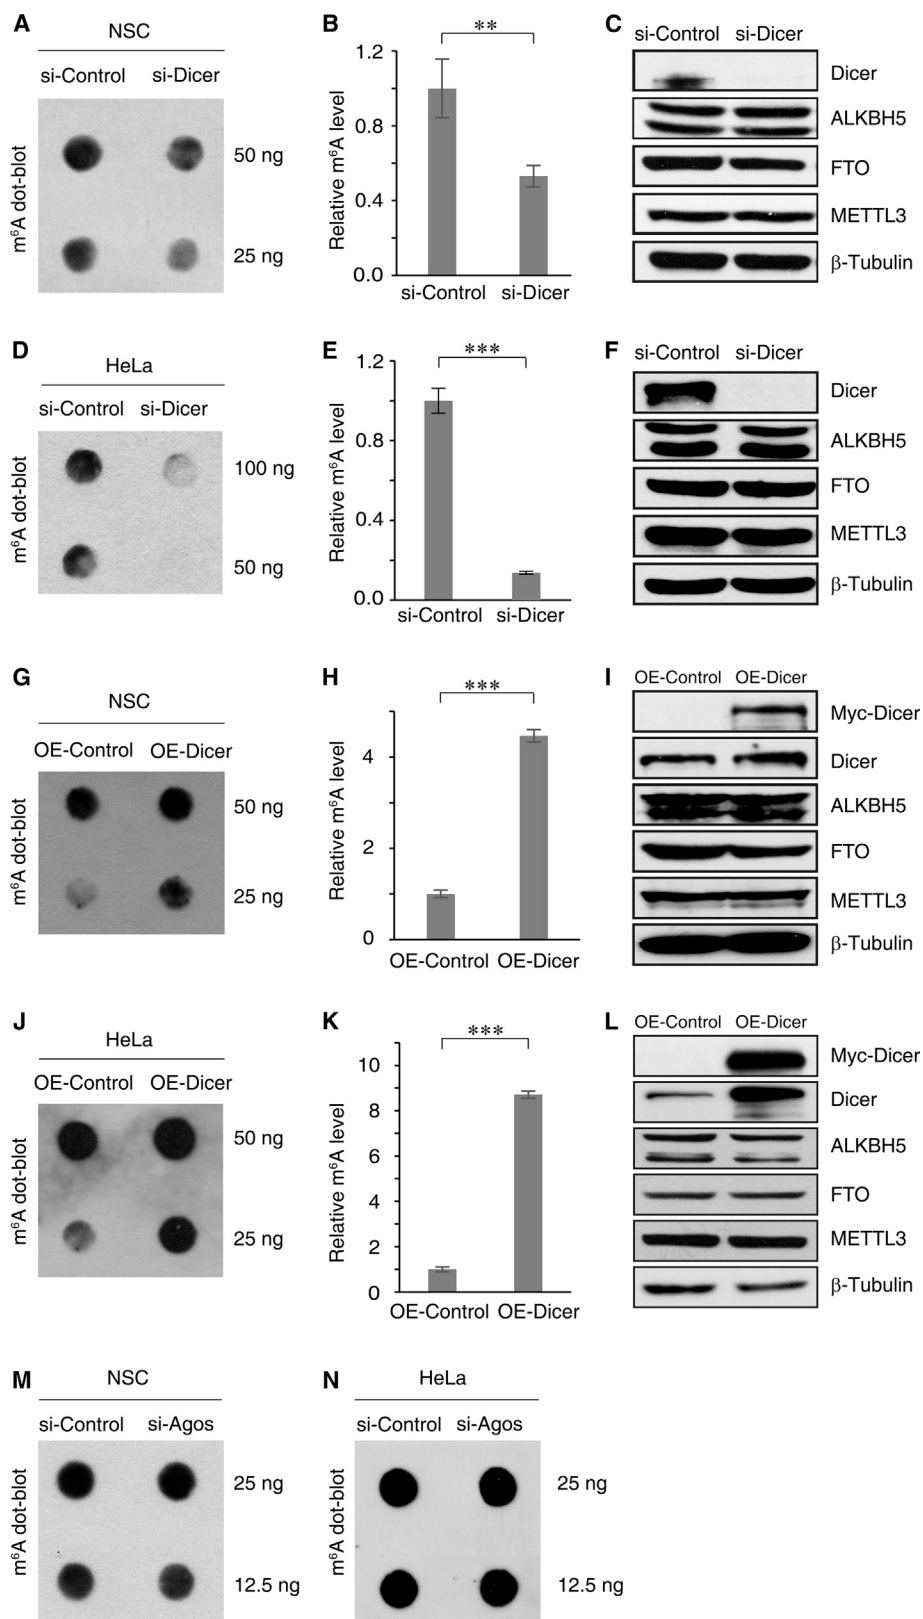 A
NSC
si-Control si-Dicer
m⁶A dot-blot
50 ng
25 ng
B
**
Relative m⁶A level
1.2
0.8
0.4
0.0
si-Control si-Dicer
C
si-Control si-Dicer
Dicer
ALKBH5
FTO
METTL3
β-Tubulin
D
HeLa
si-Control si-Dicer
m⁶A dot-blot
100 ng
50 ng
E
***
Relative m⁶A level
1.2
0.8
0.4
0.0
si-Control si-Dicer
F
si-Control si-Dicer
Dicer
ALKBH5
FTO
METTL3
β-Tubulin
G
NSC
OE-Control OE-Dicer
m⁶A dot-blot
50 ng
25 ng
H
***
Relative m⁶A level
4
2
0
OE-Control OE-Dicer
I
OE-Control OE-Dicer
Myc-Dicer
Dicer
ALKBH5
FTO
METTL3
β-Tubulin
J
HeLa
OE-Control OE-Dicer
m⁶A dot-blot
50 ng
25 ng
K
***
Relative m⁶A level
10
8
6
4
2
0
OE-Control OE-Dicer
L
OE-Control OE-Dicer
Myc-Dicer
Dicer
ALKBH5
FTO
METTL3
β-Tubulin
M
NSC
si-Control si-Agos
m⁶A dot-blot
25 ng
12.5 ng
N
HeLa
si-Control si-Agos
m⁶A dot-blot
25 ng
12.5 ng